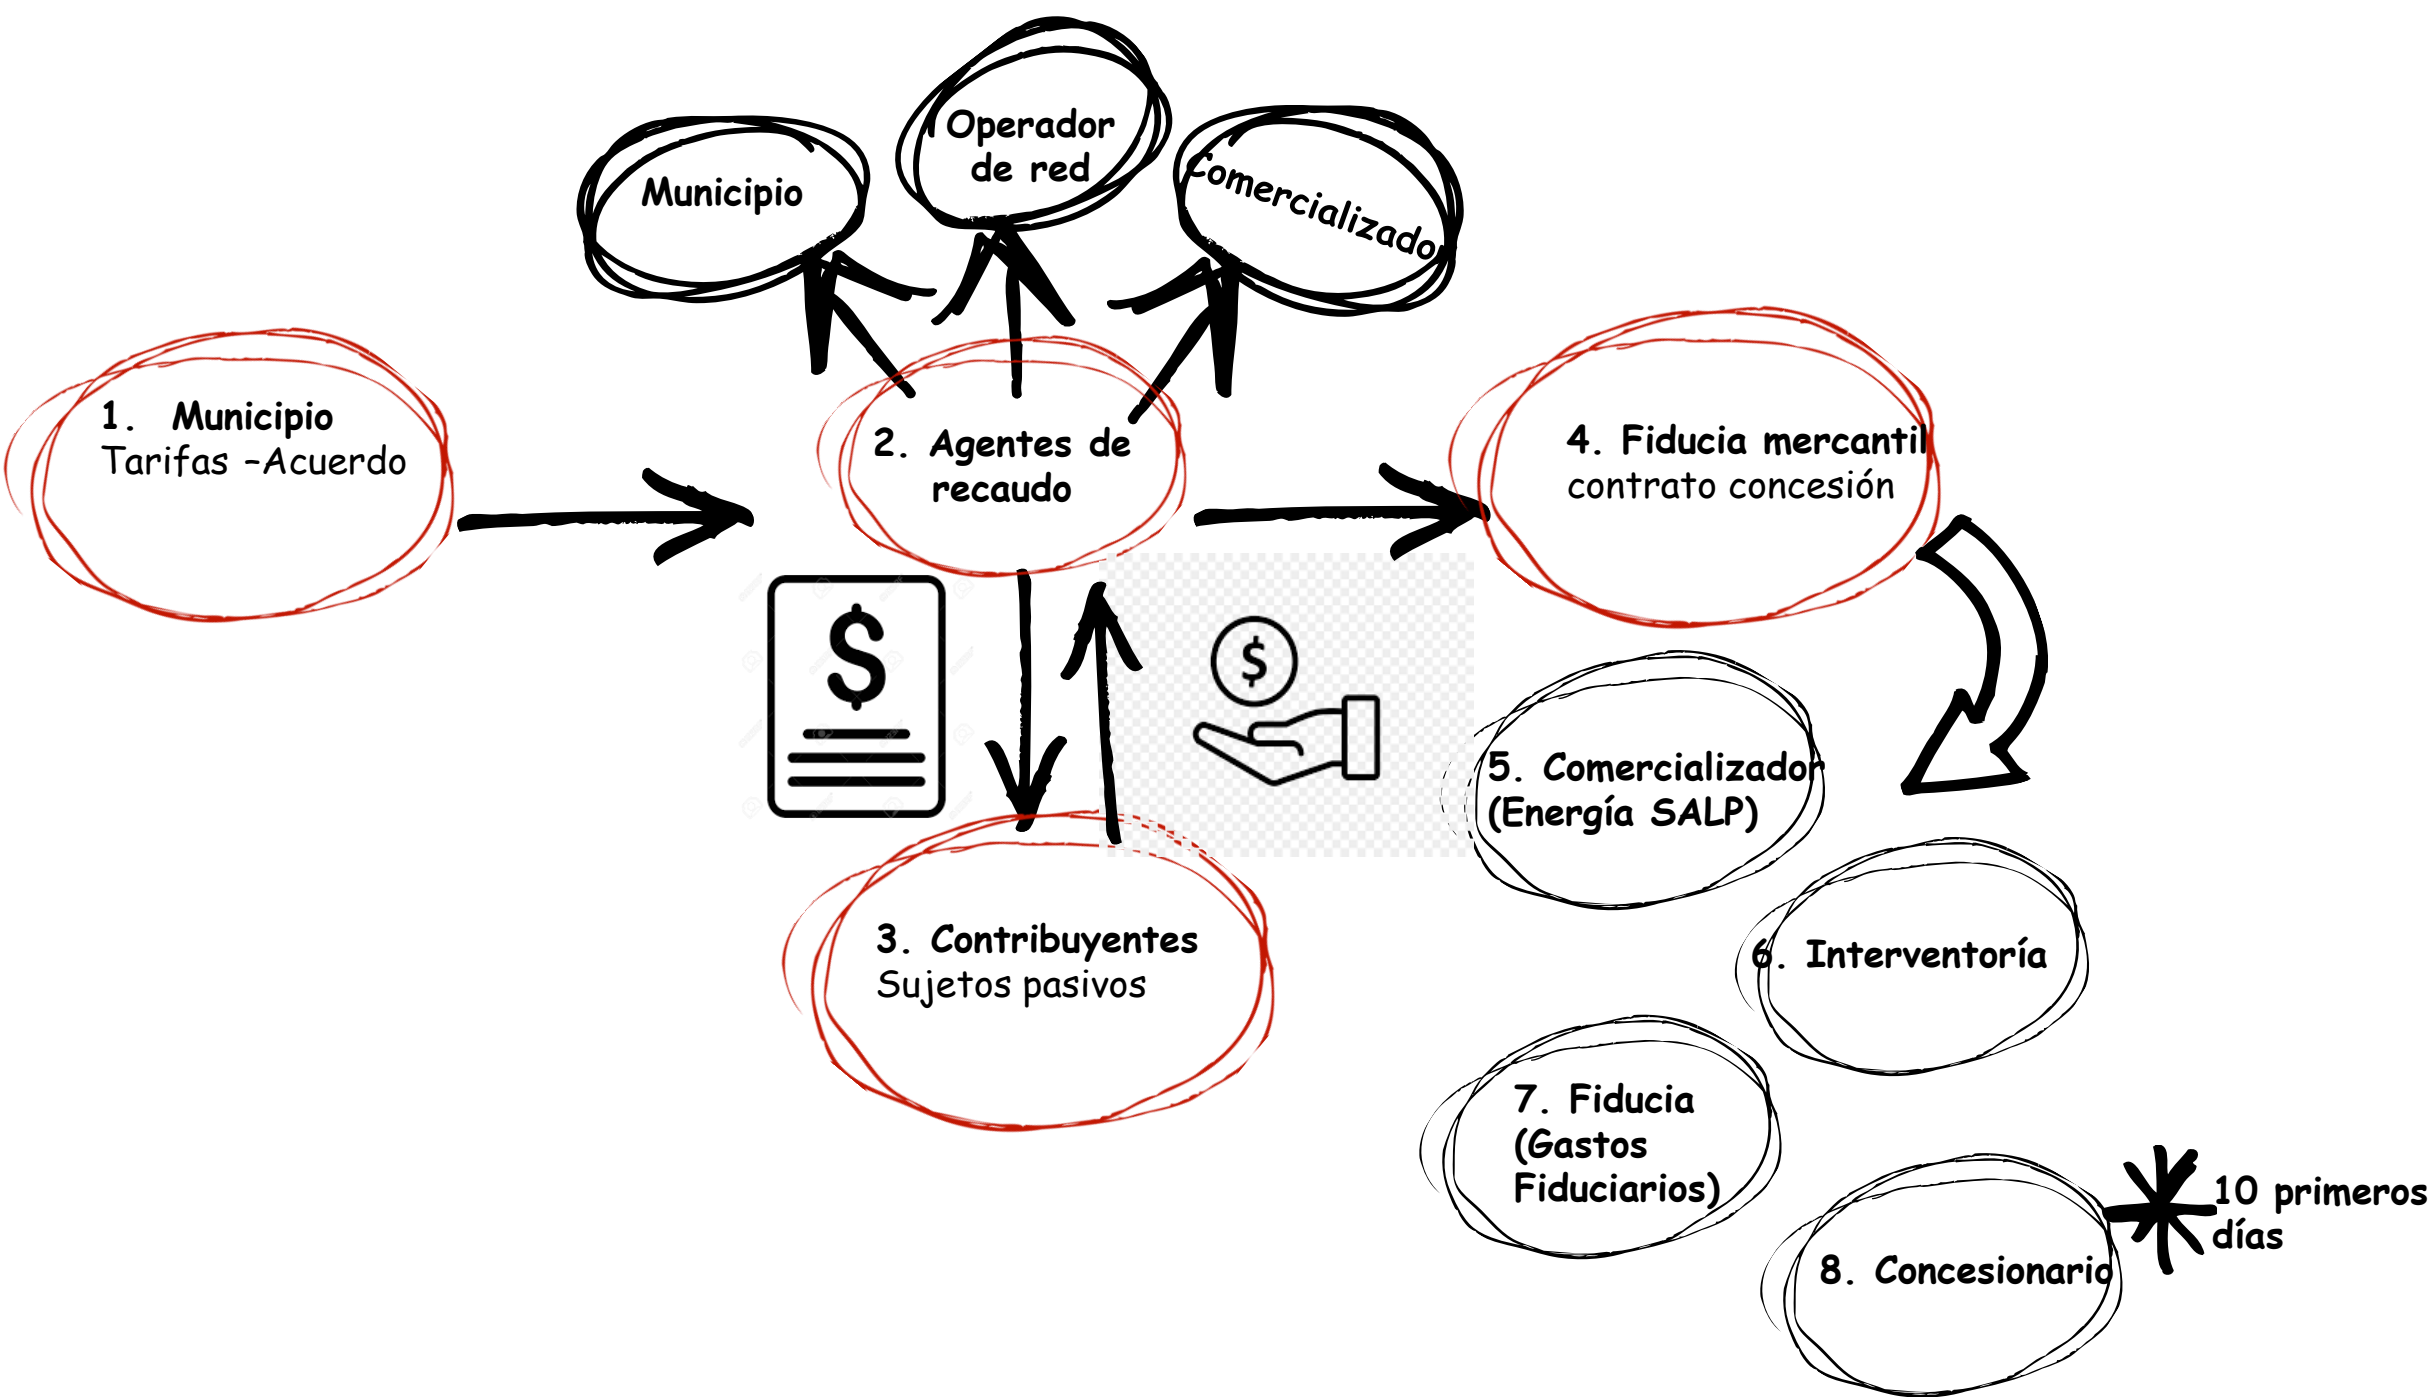 Municipio
Operador
de red
Comercializador
1. Municipio
Tarifas –Acuerdo
2. Agentes de
recaudo
4. Fiducia mercantil
contrato concesión
$
$
3. Contribuyentes
Sujetos pasivos
5. Comercializador
(Energía SALP)
6. Interventoría
7. Fiducia
(Gastos
Fiduciarios)
8. Concesionario
10 primeros
días